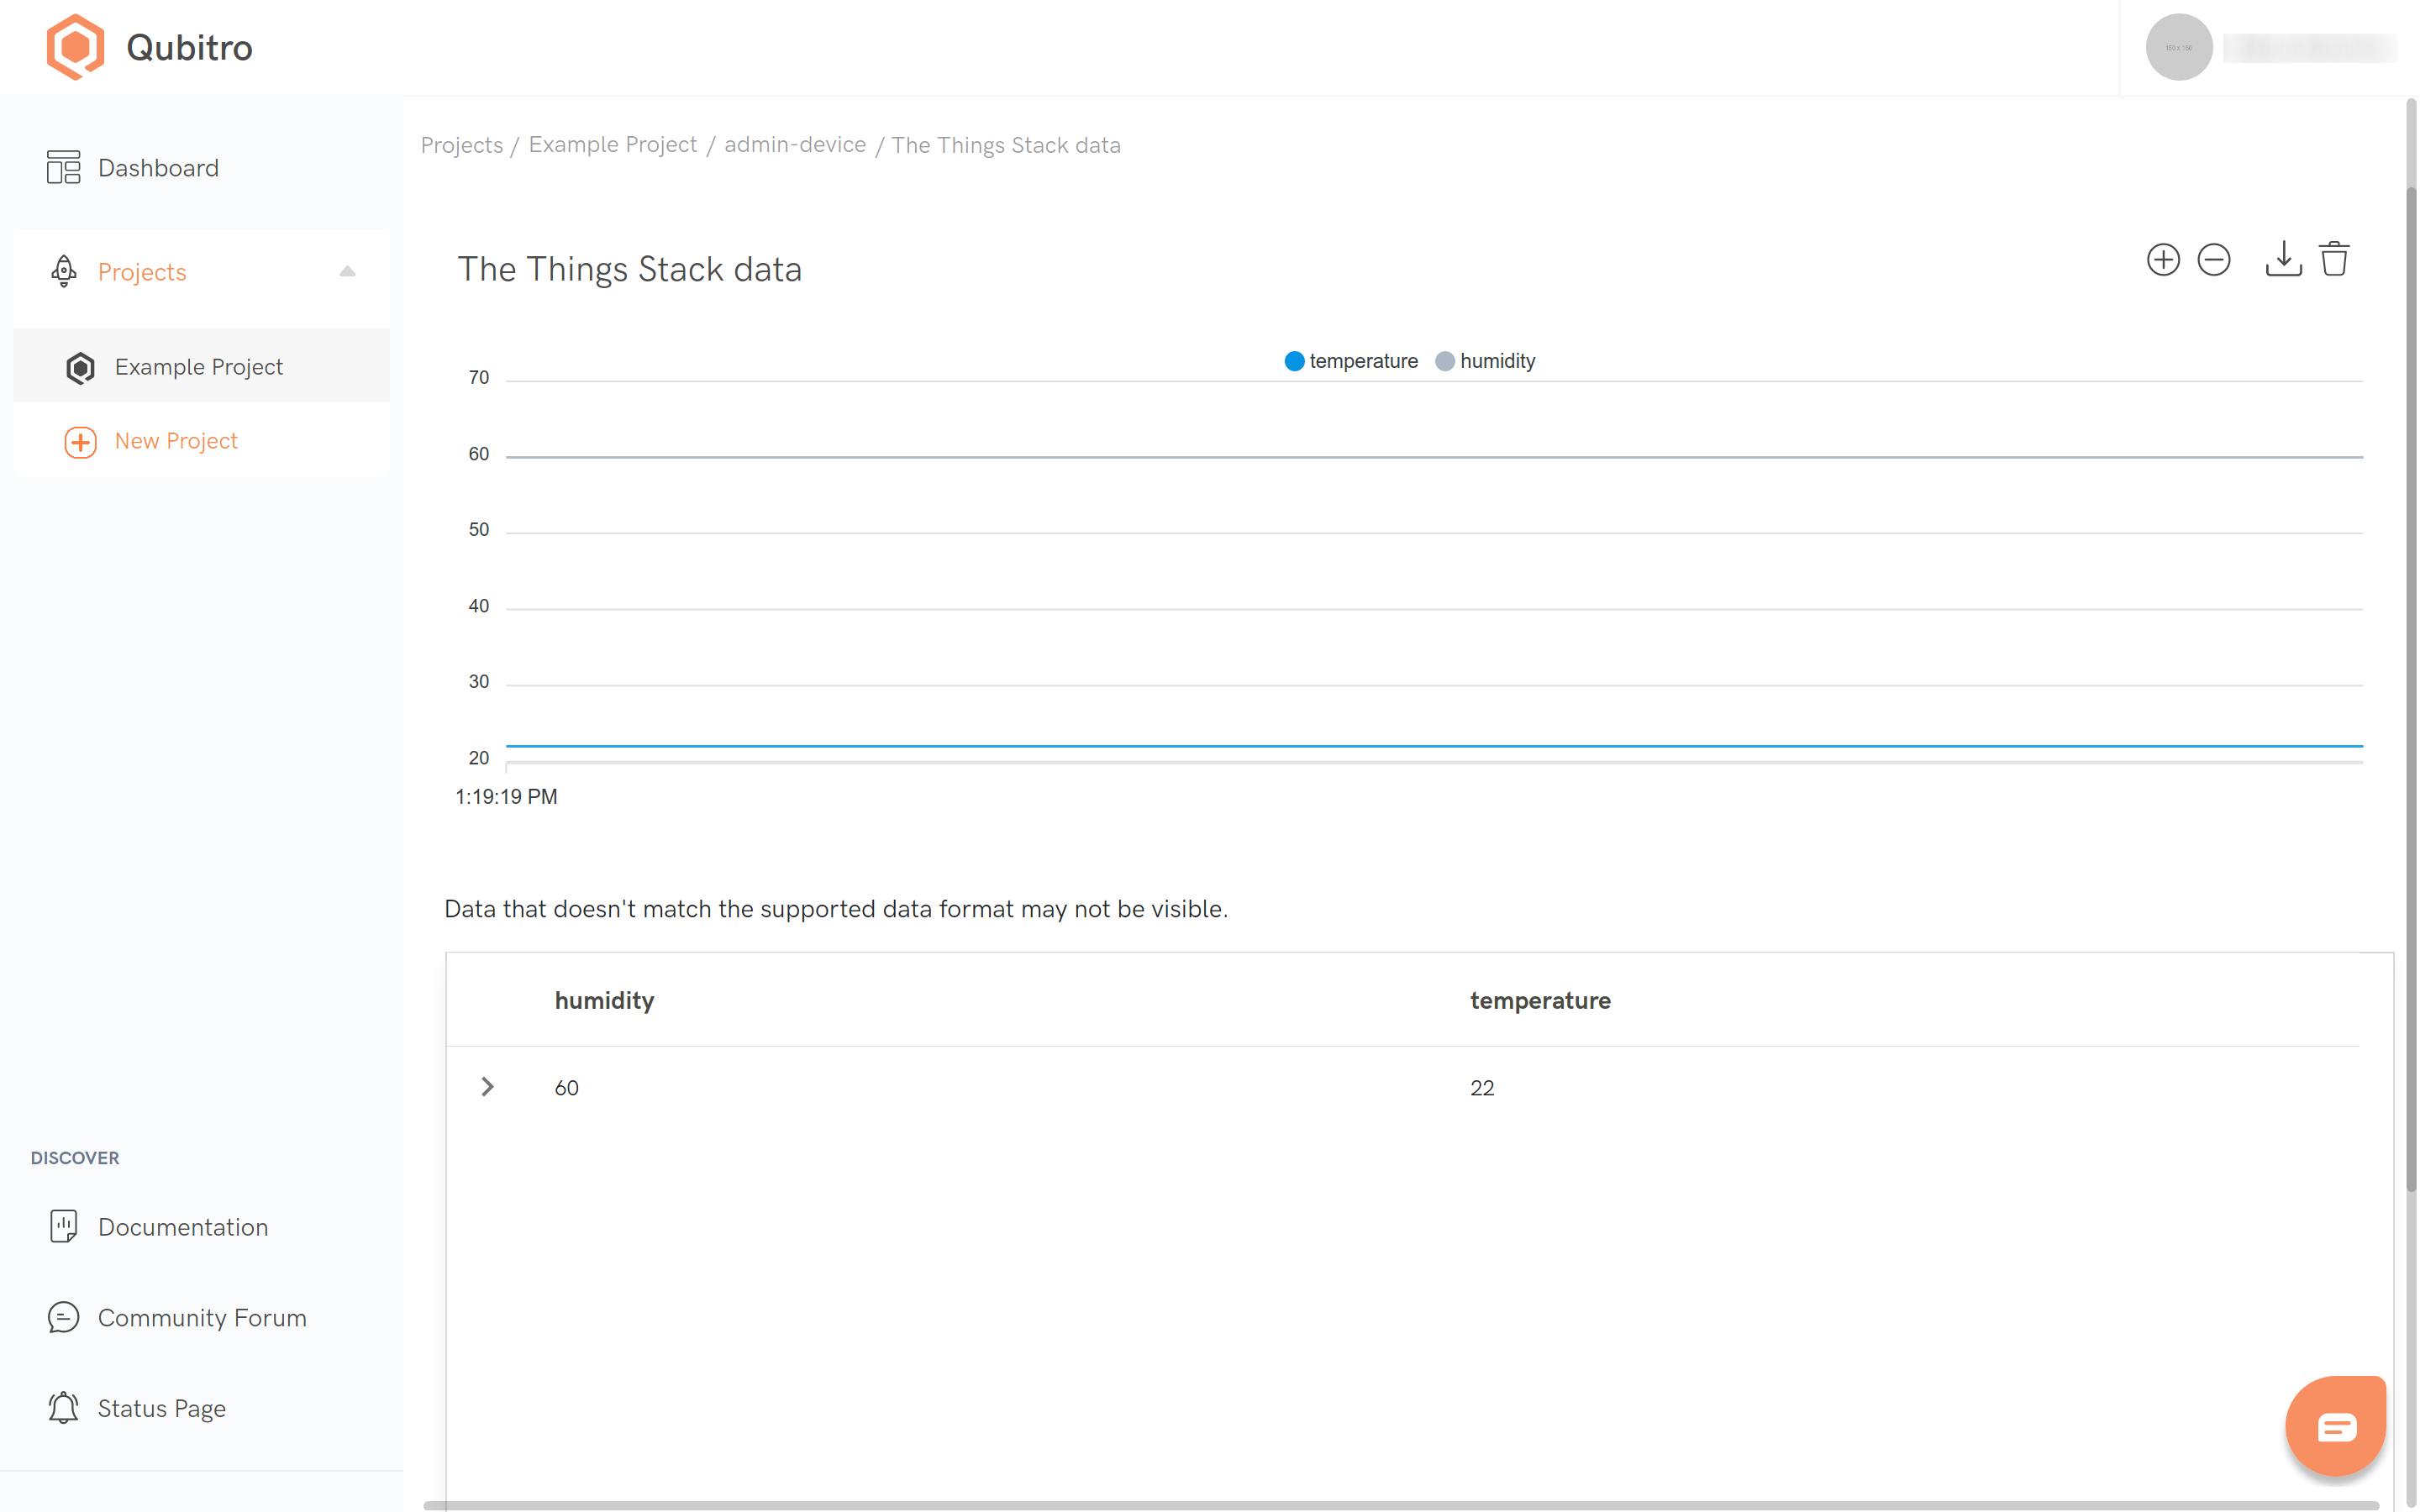 Qubitro
150 x 150
Dashboard
Projects
Example Project
New Project
DISCOVER
Documentation
Community Forum
Status Page
Projects / Example Project / admin-device / The Things Stack data
The Things Stack data
temperature humidity
70
60
50
40
30
20
1:19:19 PM
Data that doesn't match the supported data format may not be visible.
humidity temperature
60 22